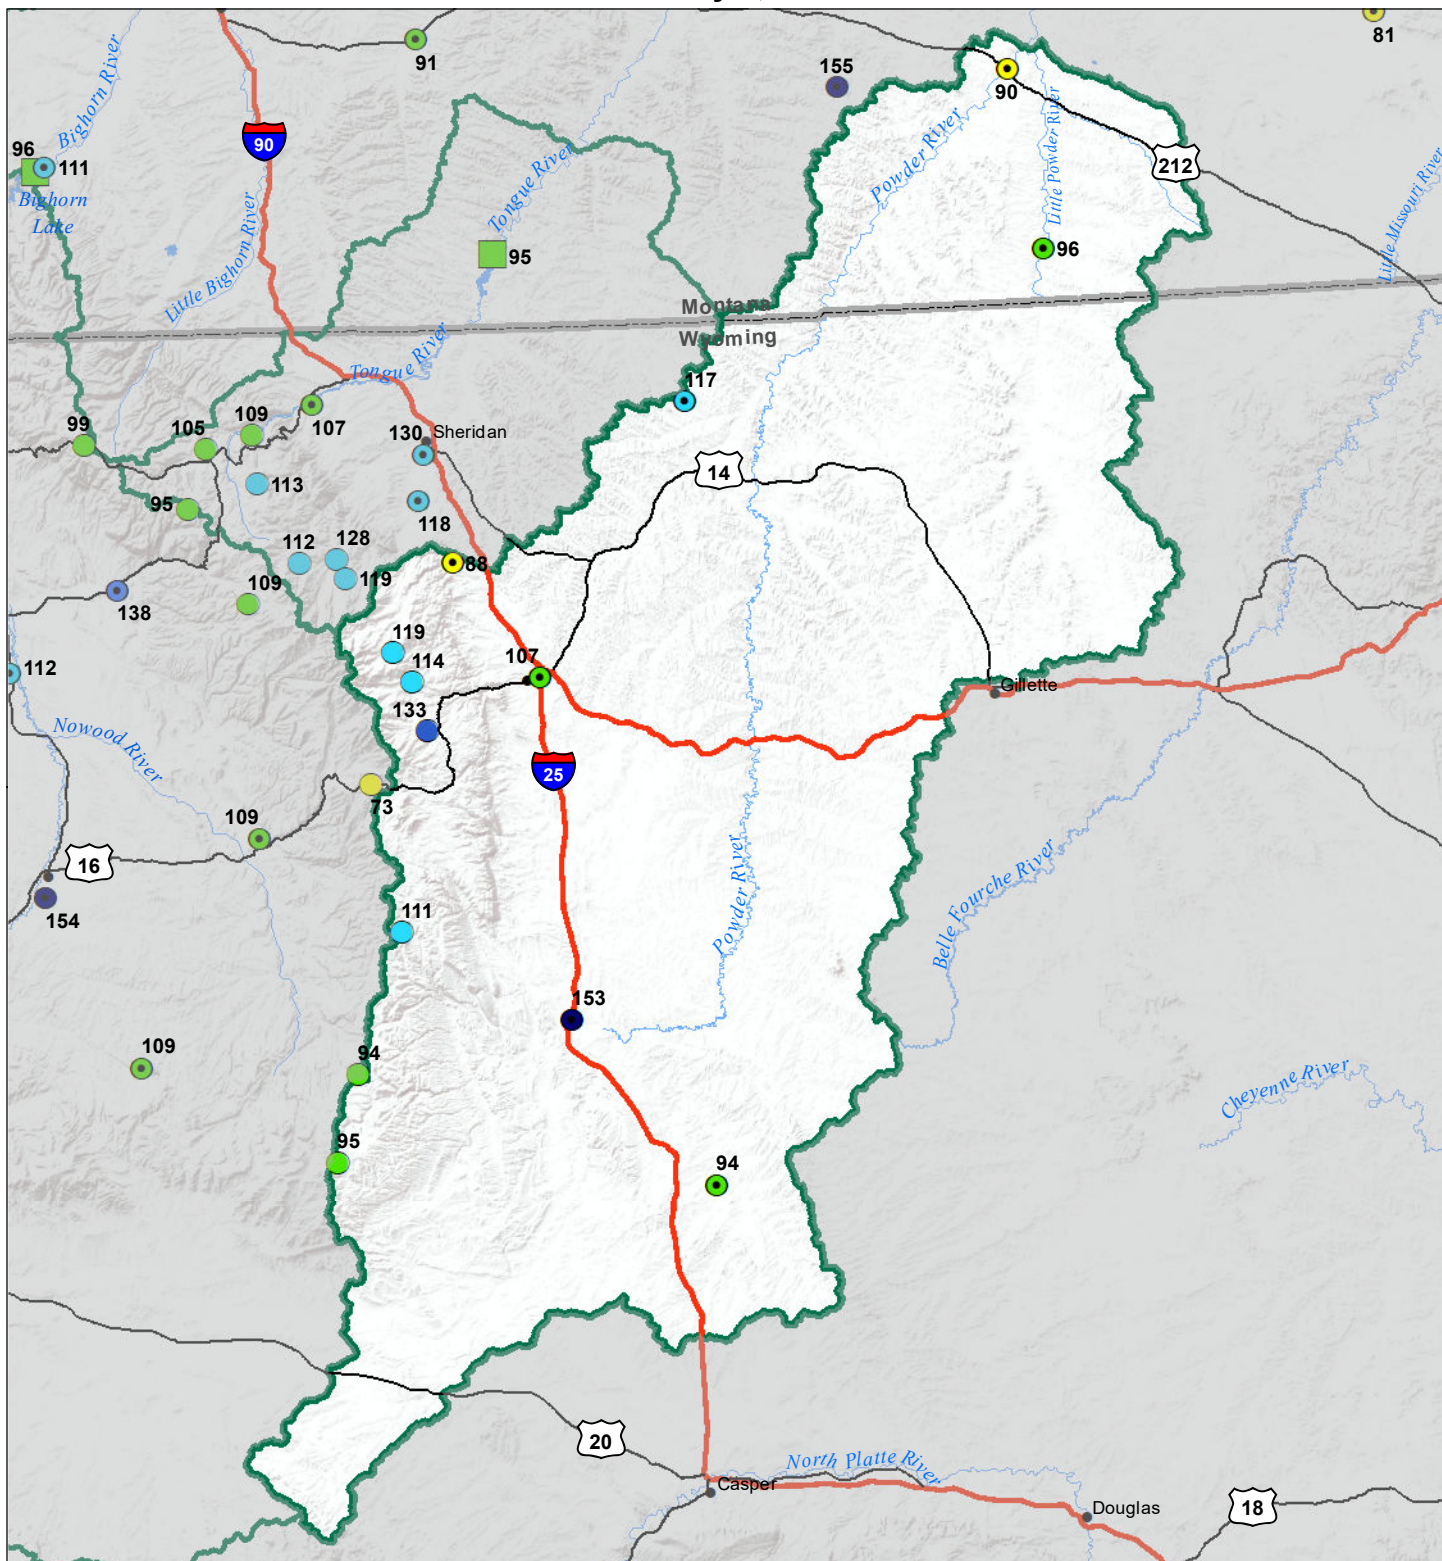 81
91
155
90
90
Bighorn River
Little Powder River
Powder River
212
96
111
Tongue River
Little Missouri River
Bighorn
Lake
Little Bighorn River
95
96
Montana
Wyoming
Tongue River
117
107
109
105
99
130
Sheridan
14
113
95
118
128
112
88
119
109
138
119
107
112
114
Gillette
133
Nowood River
25
73
109
16
Powder River
Belle Fourche River
154
111
153
109
94
Cheyenne River
95
94
20
North Platte River
Casper
Douglas
18